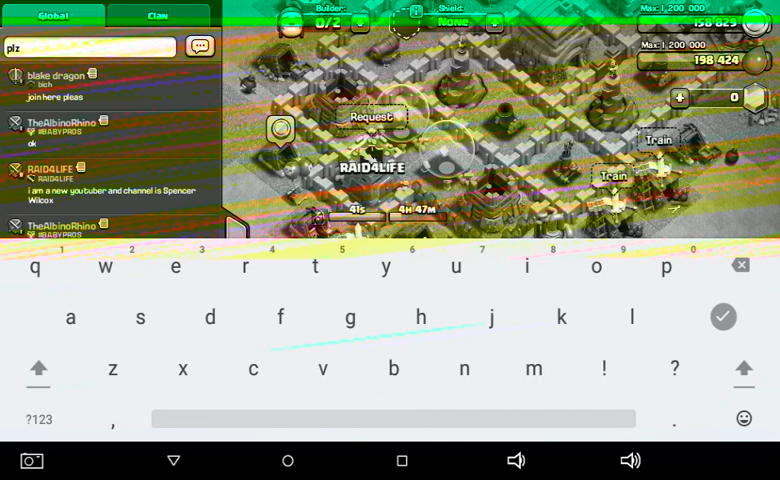 Global
Clan
Builder:
0/2
Shield:
None
Max: 1 200 000
158 829
plz
Max: 1 200 000
198 424
0
blake dragon
bich
join here pleas
TheAlbinoRhino
#BABYPROS
ok
RAID4LIFE
RAID4LIFE
i am a new youtuber and channel is Spencer
Wilcox
TheAlbinoRhino
#BABYPROS
Request
Train
RAID4LIFE
Train
41s
4H 47M
1 2 3 4 5 6 7 8 9 0
q w e r t y u i o p
a s d f g h j k l
z x c v b n m ! ?
?123 , .